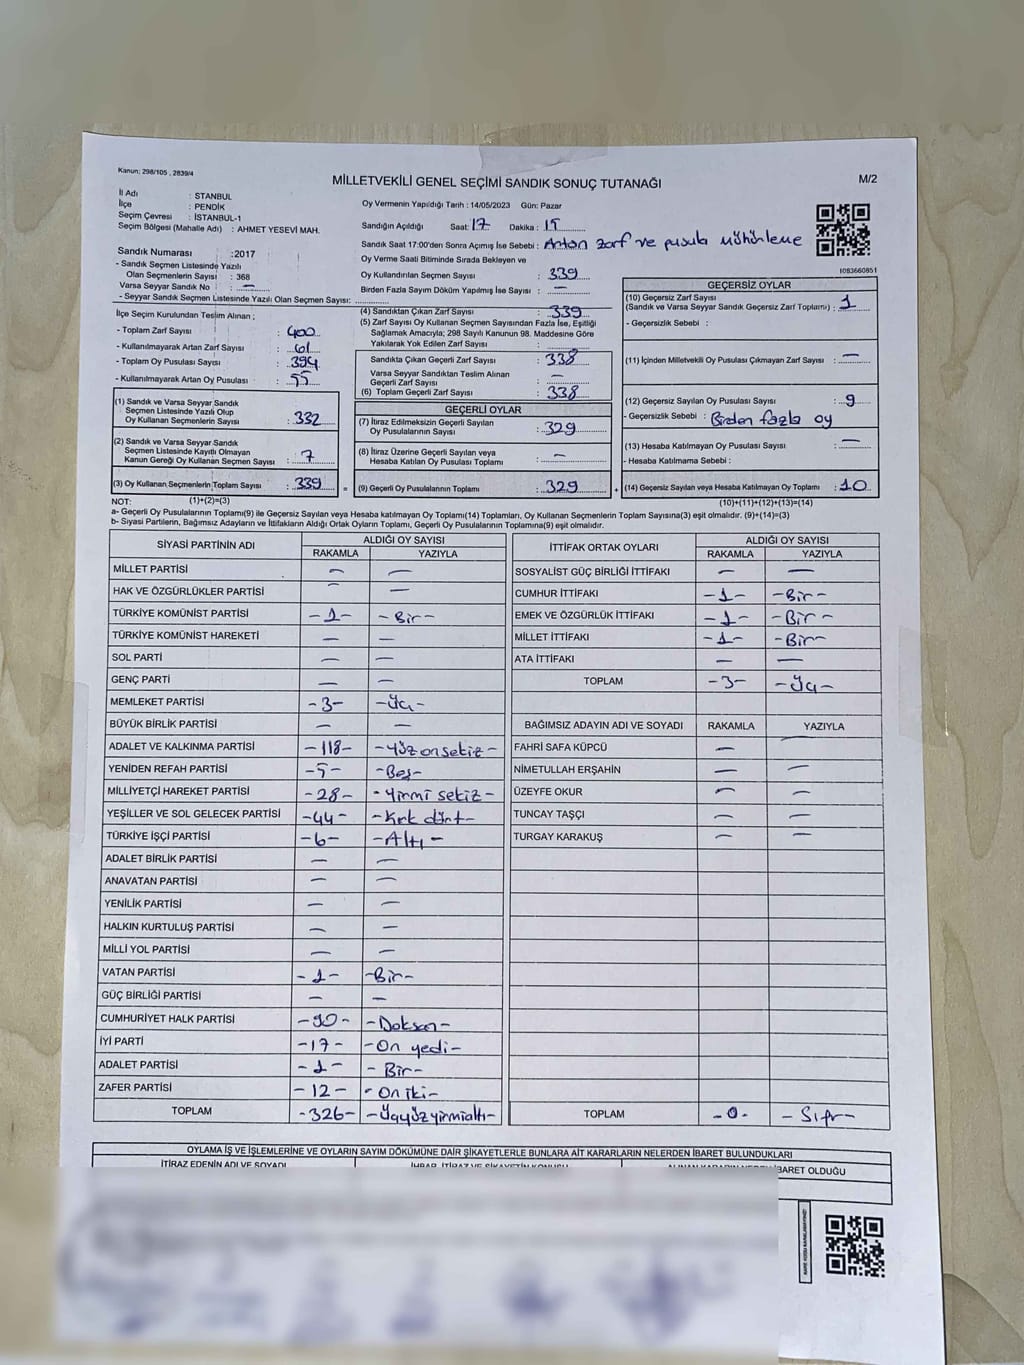 Kanun; 298/105 , 2839/4
MİLLETVEKİLİ GENEL SEÇİMİ SANDIK SONUÇ TUTANAĞI
M/2
İl Adı : STANBUL
İlçe : PENDİK
Seçim Çevresi : İSTANBUL-1
Seçim Bölgesi (Mahalle Adı) : AHMET YESEVİ MAH.
Sandık Numarası :2017
- Sandık Seçmen Listesinde Yazılı
Olan Seçmenlerin Sayısı : 368
Varsa Seyyar Sandık No : —
- Seyyar Sandık Seçmen Listesinde Yazılı Olan Seçmen Sayısı:
İlçe Seçim Kurulundan Teslim Alınan ;
- Toplam Zarf Sayısı : 400
- Kullanılmayarak Artan Zarf Sayısı : 61
- Toplam Oy Pusulası Sayısı : 394
- Kullanılmayarak Artan Oy Pusulası : 55
(1) Sandık ve Varsa Seyyar Sandık
Seçmen Listesinde Yazılı Olup
Oy Kullanan Seçmenlerin Sayısı : 332
(2) Sandık ve Varsa Seyyar Sandık
Seçmen Listesinde Kayıtlı Olmayan
Kanun Gereği Oy Kullanan Seçmen Sayısı : 7
(3) Oy Kullanan Seçmenlerin Toplam Sayısı : 339
Oy Vermenin Yapıldığı Tarih : 14/05/2023 Gün: Pazar
Sandığın Açıldığı Saat: 17 Dakika : 15
Sandık Saat 17:00'den Sonra Açımış İse Sebebi : Artan zarf ve pusula mühürleme
Oy Verme Saati Bitiminde Sırada Bekleyen ve
Oy Kullandırılan Seçmen Sayısı : 339
Birden Fazla Sayım Döküm Yapılmış İse Sayısı : —
(4) Sandıktan Çıkan Zarf Sayısı : 339
(5) Zarf Sayısı Oy Kullanan Seçmen Sayısından Fazla İse, Eşitliği
Sağlamak Amacıyla; 298 Sayılı Kanunun 98. Maddesine Göre
Yakılarak Yok Edilen Zarf Sayısı :
Sandıkta Çıkan Geçerli Zarf Sayısı : 338
Varsa Seyyar Sandıktan Teslim Alınan
Geçerli Zarf Sayısı : —
(6) Toplam Geçerli Zarf Sayısı : 338
GEÇERLİ OYLAR
(7) İtiraz Edilmeksizin Geçerli Sayılan
Oy Pusulalarının Sayısı : 329
(8) İtiraz Üzerine Geçerli Sayılan veya
Hesaba Katılan Oy Pusulası Toplamı : —
= (9) Geçerli Oy Pusulalarının Toplamı : 329 +
1083660851
GEÇERSİZ OYLAR
(10) Geçersiz Zarf Sayısı
(Sandık ve Varsa Seyyar Sandık Geçersiz Zarf Toplamı) : 1
- Geçersizlik Sebebi :
(11) İçinden Milletvekili Oy Pusulası Çıkmayan Zarf Sayısı : —
(12) Geçersiz Sayılan Oy Pusulası Sayısı : 9
- Geçersizlik Sebebi : Birden fazla oy
(13) Hesaba Katılmayan Oy Pusulası Sayısı : —
- Hesaba Katılmama Sebebi :
(14) Geçersiz Sayılan veya Hesaba Katılmayan Oy Toplamı : 10
NOT: (1)+(2)=(3) (10)+(11)+(12)+(13)=(14)
a- Geçerli Oy Pusulalarının Toplamı(9) ile Geçersiz Sayılan veya Hesaba Katılmayan Oy Toplamı(14) Toplamları, Oy Kullanan Seçmenlerin Toplam Sayısına(3) eşit olmalıdır. (9)+(14)=(3)
b- Siyasi Partilerin, Bağımsız Adayların ve İttifakların Aldığı Ortak Oyların Toplamı, Geçerli Oy Pusulalarının Toplamına(9) eşit olmalıdır.
SİYASİ PARTİNİN ADI ALDIĞI OY SAYISI
RAKAMLA YAZIYLA
MİLLET PARTİSİ — —
HAK VE ÖZGÜRLÜKLER PARTİSİ — —
TÜRKİYE KOMÜNİST PARTİSİ -1- -Bir-
TÜRKİYE KOMÜNİST HAREKETİ — —
SOL PARTİ — —
GENÇ PARTİ — —
MEMLEKET PARTİSİ -3- -Üç-
BÜYÜK BİRLİK PARTİSİ — —
ADALET VE KALKINMA PARTİSİ -118- -Yüz onsekiz-
YENİDEN REFAH PARTİSİ -5- -Beş-
MİLLİYETÇİ HAREKET PARTİSİ -28- -Yirmi sekiz-
YEŞİLLER VE SOL GELECEK PARTİSİ -44- -Kırk dört-
TÜRKİYE İŞÇİ PARTİSİ -6- -Altı-
ADALET BİRLİK PARTİSİ — —
ANAVATAN PARTİSİ — —
YENİLİK PARTİSİ — —
HALKIN KURTULUŞ PARTİSİ — —
MİLLİ YOL PARTİSİ — —
VATAN PARTİSİ -1- -Bir-
GÜÇ BİRLİĞİ PARTİSİ — —
CUMHURİYET HALK PARTİSİ -90- -Doksan-
İYİ PARTİ -17- -On yedi-
ADALET PARTİSİ -1- -Bir-
ZAFER PARTİSİ -12- -On iki-
TOPLAM -326- -Üçyüzyirmialtı-
İTTİFAK ORTAK OYLARI ALDIĞI OY SAYISI
RAKAMLA YAZIYLA
SOSYALİST GÜÇ BİRLİĞİ İTTİFAKI — —
CUMHUR İTTİFAKI -1- -Bir-
EMEK VE ÖZGÜRLÜK İTTİFAKI -1- -Bir-
MİLLET İTTİFAKI -1- -Bir-
ATA İTTİFAKI — —
TOPLAM -3- -Üç-
BAĞIMSIZ ADAYIN ADI VE SOYADI RAKAMLA YAZIYLA
FAHRİ SAFA KÜPCÜ — —
NİMETULLAH ERŞAHİN — —
ÜZEYFE OKUR — —
TUNCAY TAŞÇI — —
TURGAY KARAKUŞ — —
TOPLAM -0- -Sıfır-
OYLAMA İŞ VE İŞLEMLERİNE VE OYLARIN SAYIM DÖKÜMÜNE DAİR ŞİKAYETLERLE BUNLARA AİT KARARLARIN NELERDEN İBARET BULUNDUKLARI
İTİRAZ EDENİN ADI VE SOYADI
BARET OLDUĞU